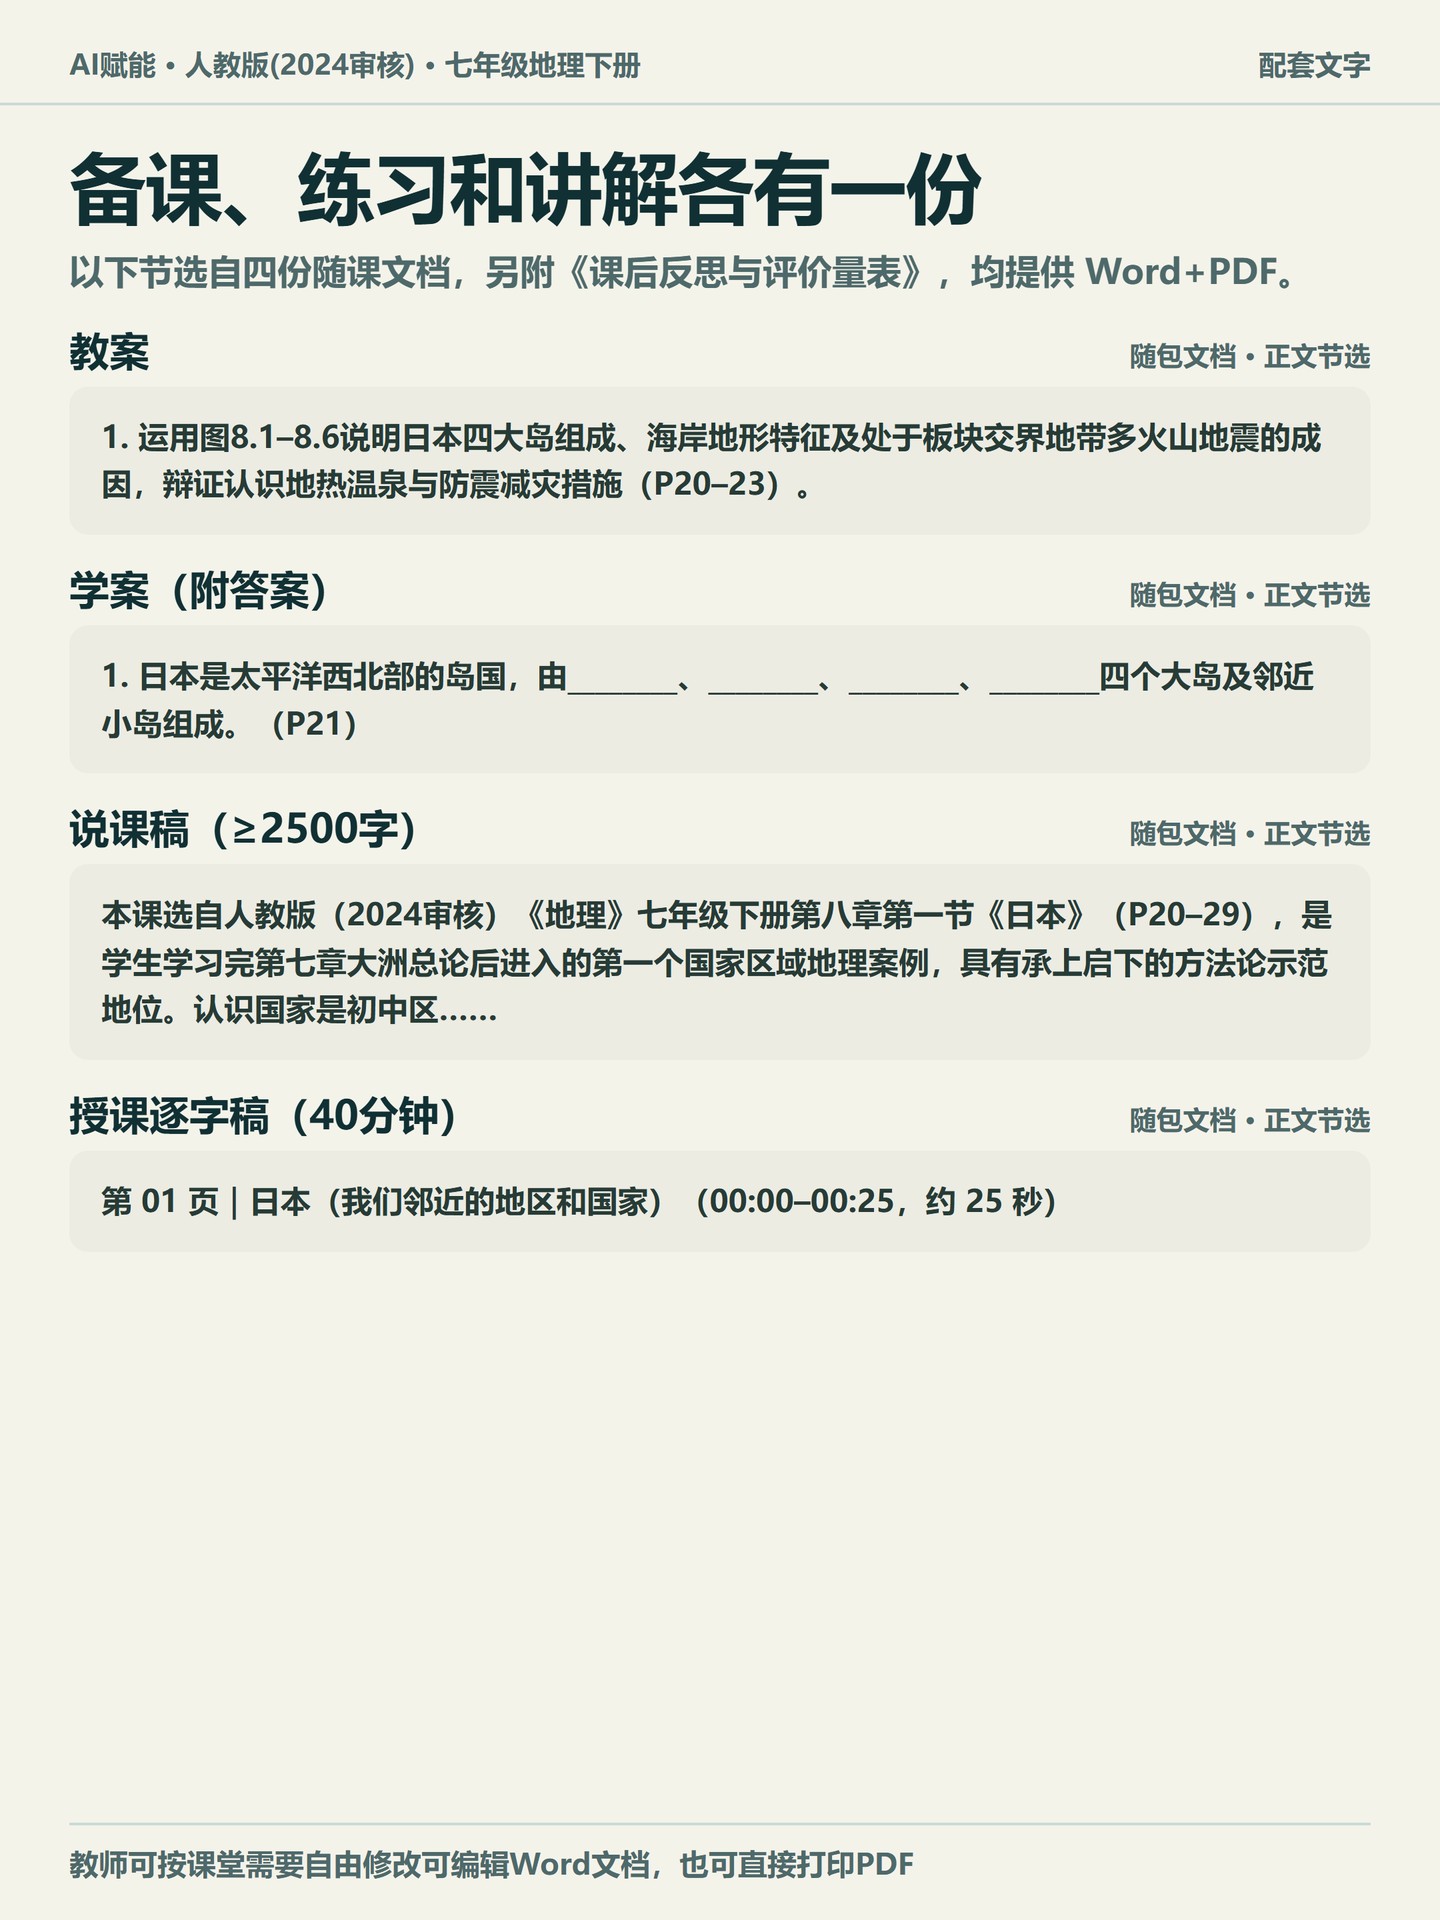 AI赋能 • 人教版(2024审核) • 七年级地理下册
配套文字
备课、练习和讲解各有一份
以下节选自四份随课文档，另附《课后反思与评价量表》，均提供 Word+PDF。
教案
随包文档 • 正文节选
1. 运用图8.1–8.6说明日本四大岛组成、海岸地形特征及处于板块交界地带多火山地震的成
因，辩证认识地热温泉与防震减灾措施（P20–23）。
学案（附答案）
随包文档 • 正文节选
1. 日本是太平洋西北部的岛国，由________、________、________、________四个大岛及邻近
小岛组成。（P21）
说课稿（≥2500字）
随包文档 • 正文节选
本课选自人教版（2024审核）《地理》七年级下册第八章第一节《日本》（P20–29），是
学生学习完第七章大洲总论后进入的第一个国家区域地理案例，具有承上启下的方法论示范
地位。认识国家是初中区……
授课逐字稿（40分钟）
随包文档 • 正文节选
第 01 页｜日本（我们邻近的地区和国家）（00:00–00:25，约 25 秒）
教师可按课堂需要自由修改可编辑Word文档，也可直接打印PDF